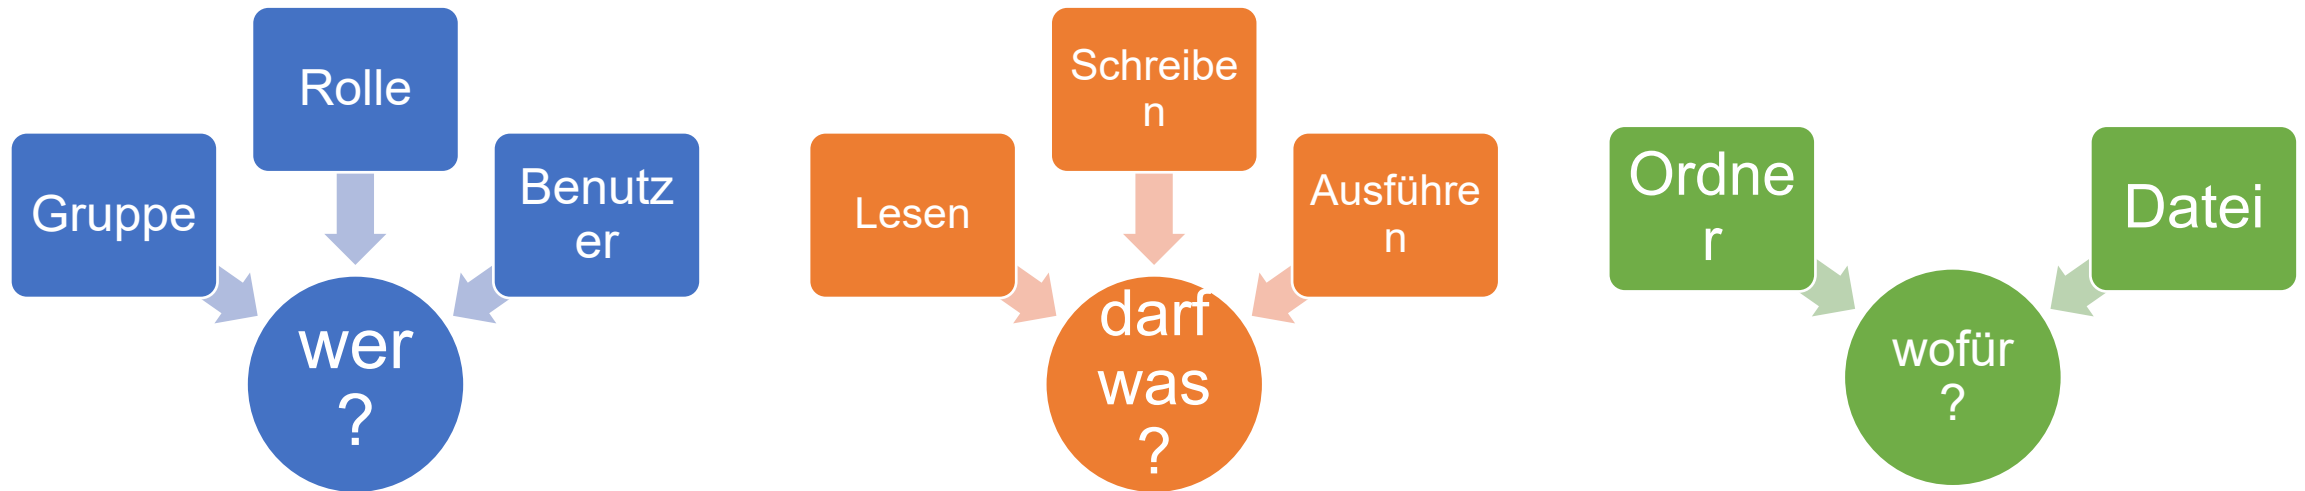 Gruppe
Rolle
Benutz
er
wer
?
Lesen
Schreibe
n
Ausführe
n
darf
was
?
Ordne
r
Datei
wofür
?